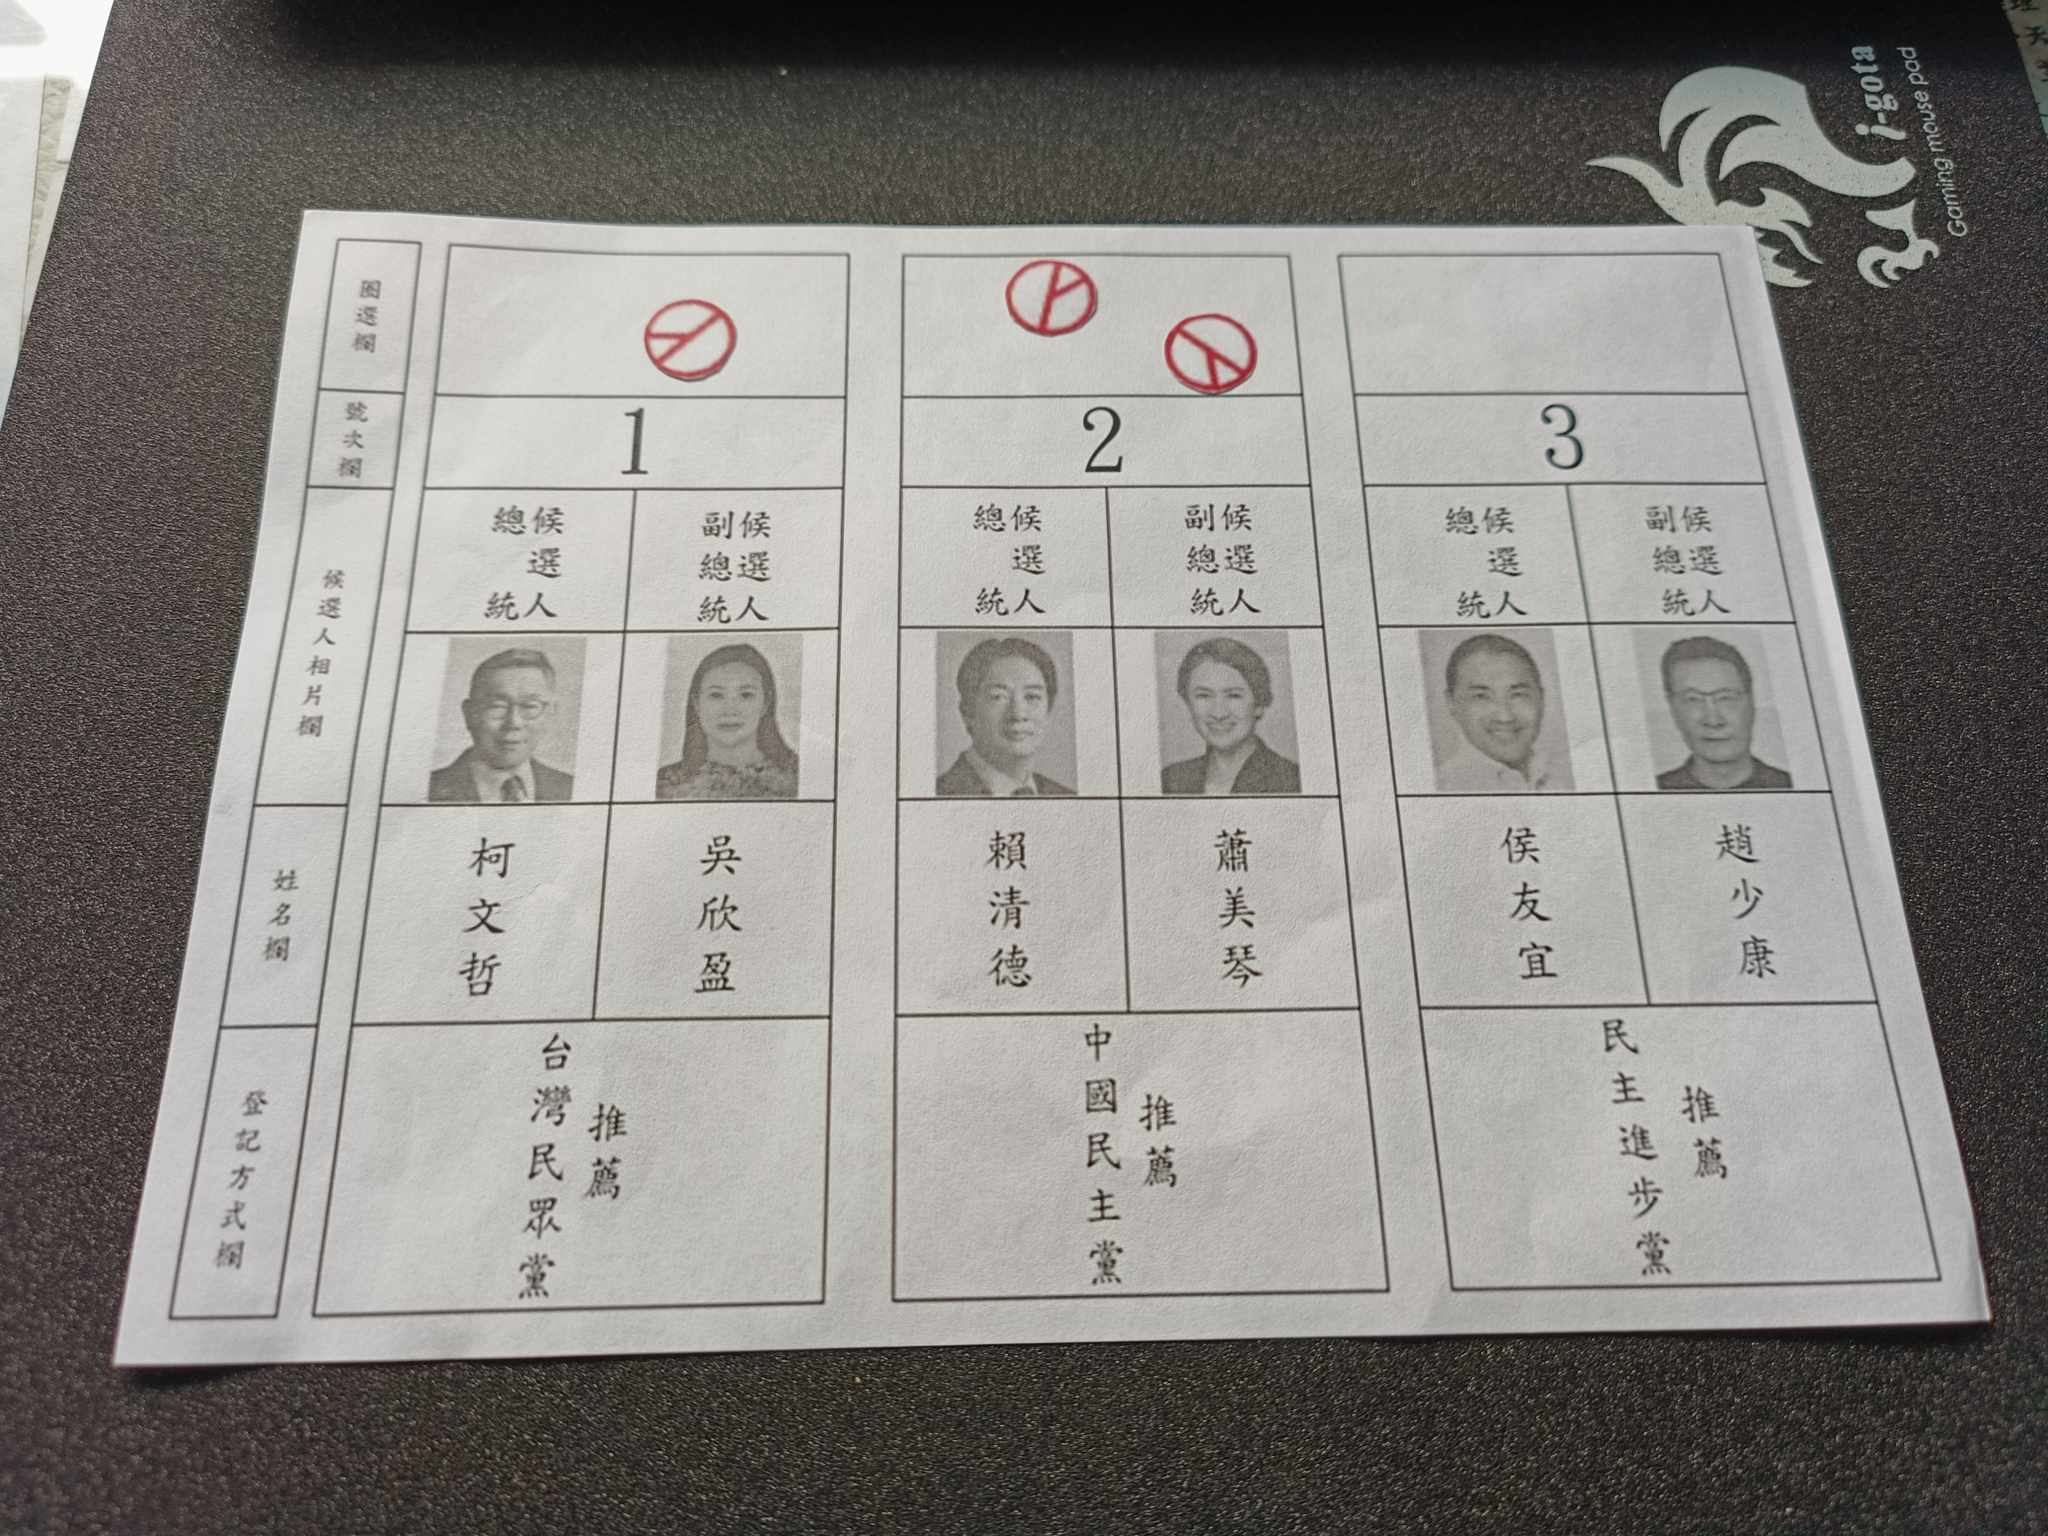 i-gota
Gaming mouse pad
圈選欄
號次欄
候選人相片欄
姓名欄
登記方式欄
1
總統
候選人
副總統
候選人
柯文哲
吳欣盈
台灣民眾黨
推薦
2
總統
候選人
副總統
候選人
賴清德
蕭美琴
中國民主黨
推薦
3
總統
候選人
副總統
候選人
侯友宜
趙少康
民主進步黨
推薦